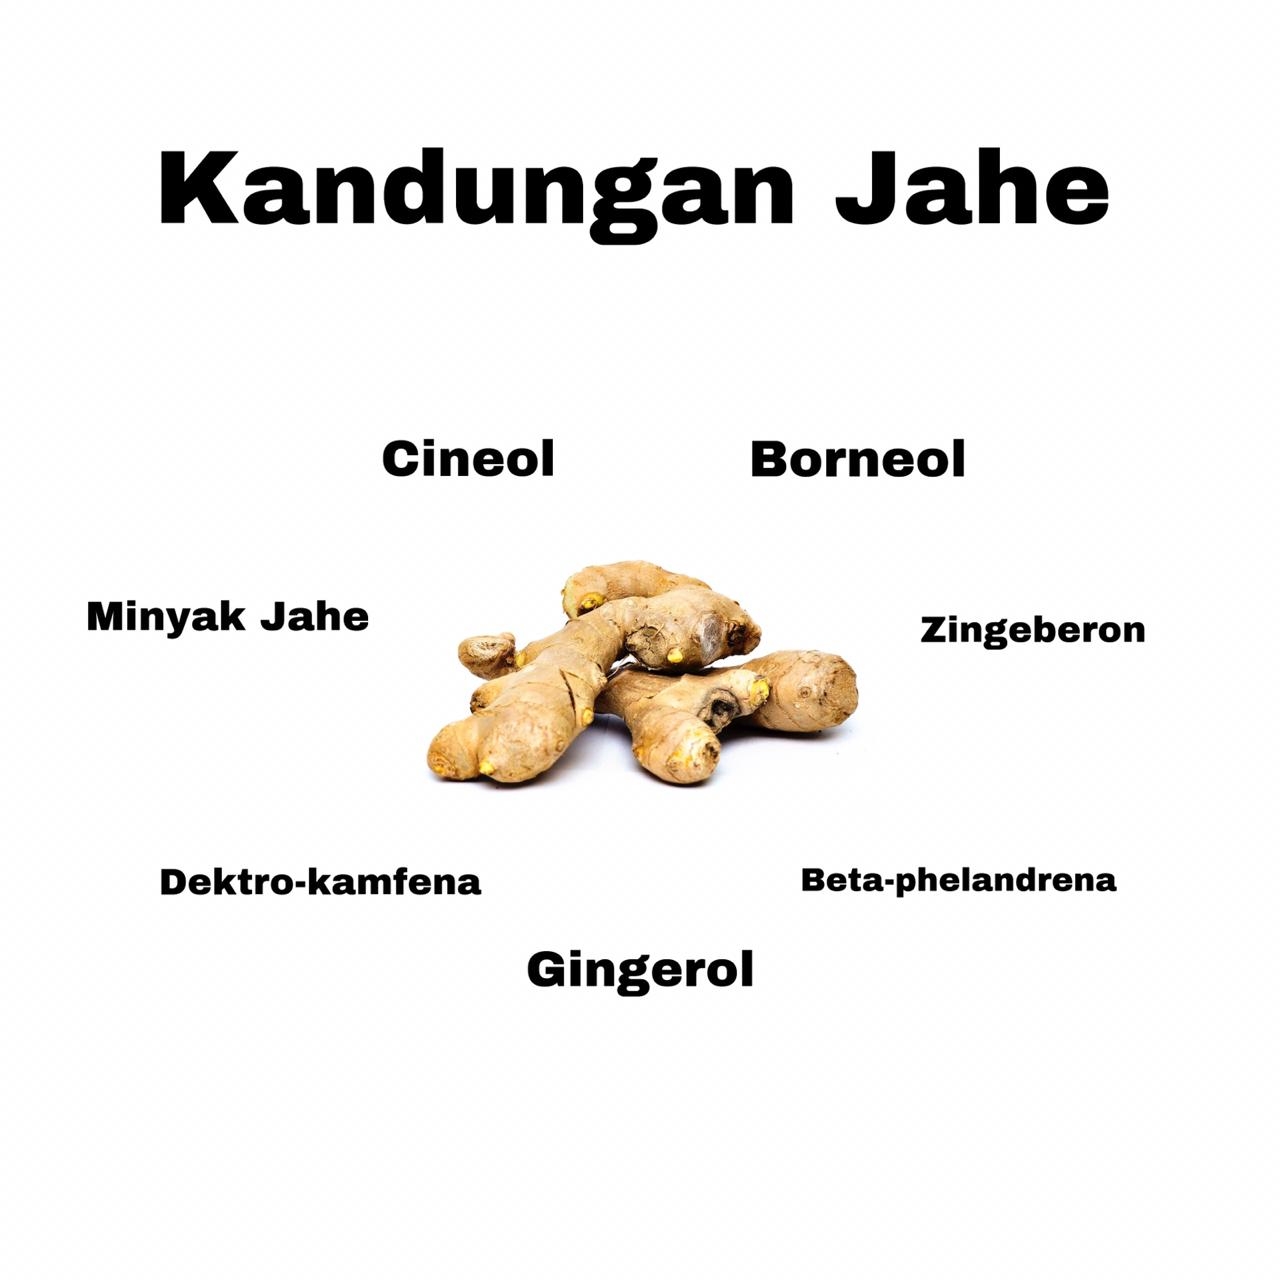 Kandungan Jahe
Cineol
Borneol
Minyak Jahe
Zingeberon
Dektro-kamfena
Beta-phelandrena
Gingerol